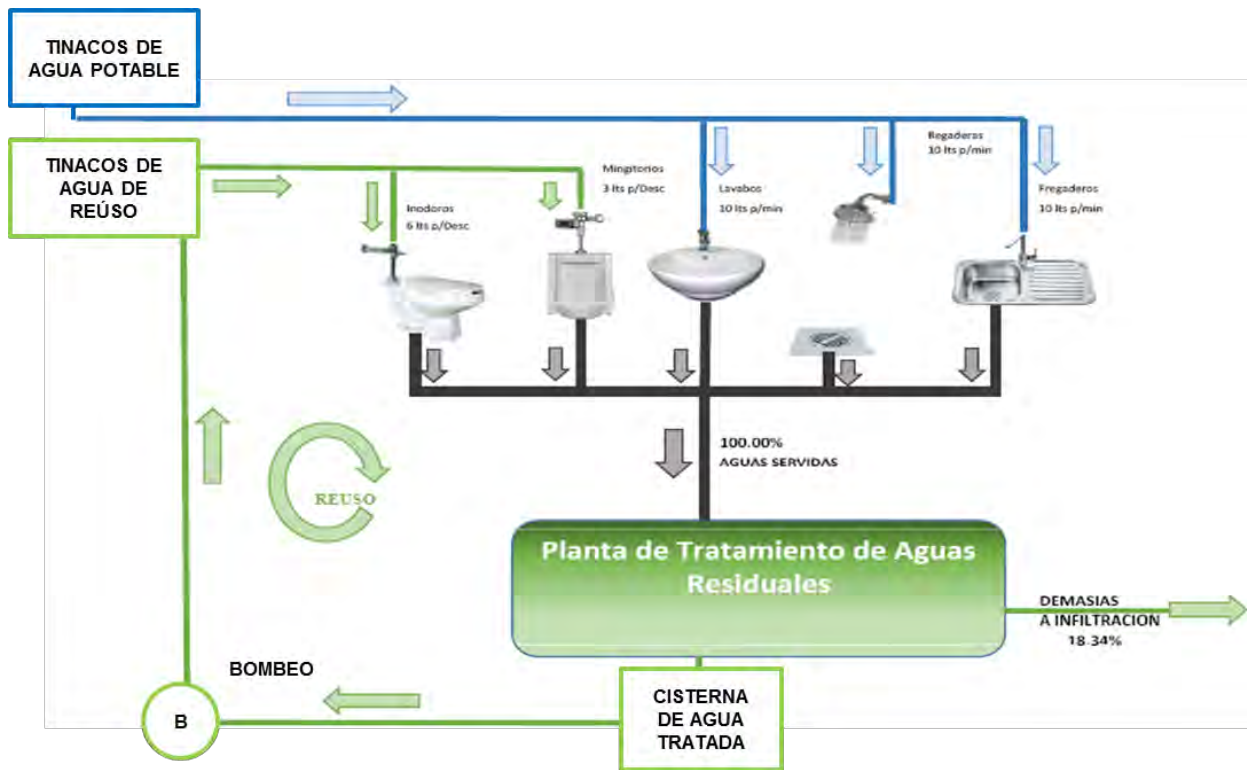 TINACOS DE
AGUA POTABLE
TINACOS DE
AGUA DE
REÚSO
Inodoros
6 lts p/Desc
Mingitorios
3 lts p/Desc
Lavabos
10 lts p/min
Regaderas
10 lts p/min
Fregaderos
10 lts p/min
100.00%
AGUAS SERVIDAS
REUSO
Planta de Tratamiento de Aguas
Residuales
DEMASIAS
A INFILTRACION
18.34%
BOMBEO
B
CISTERNA
DE AGUA
TRATADA